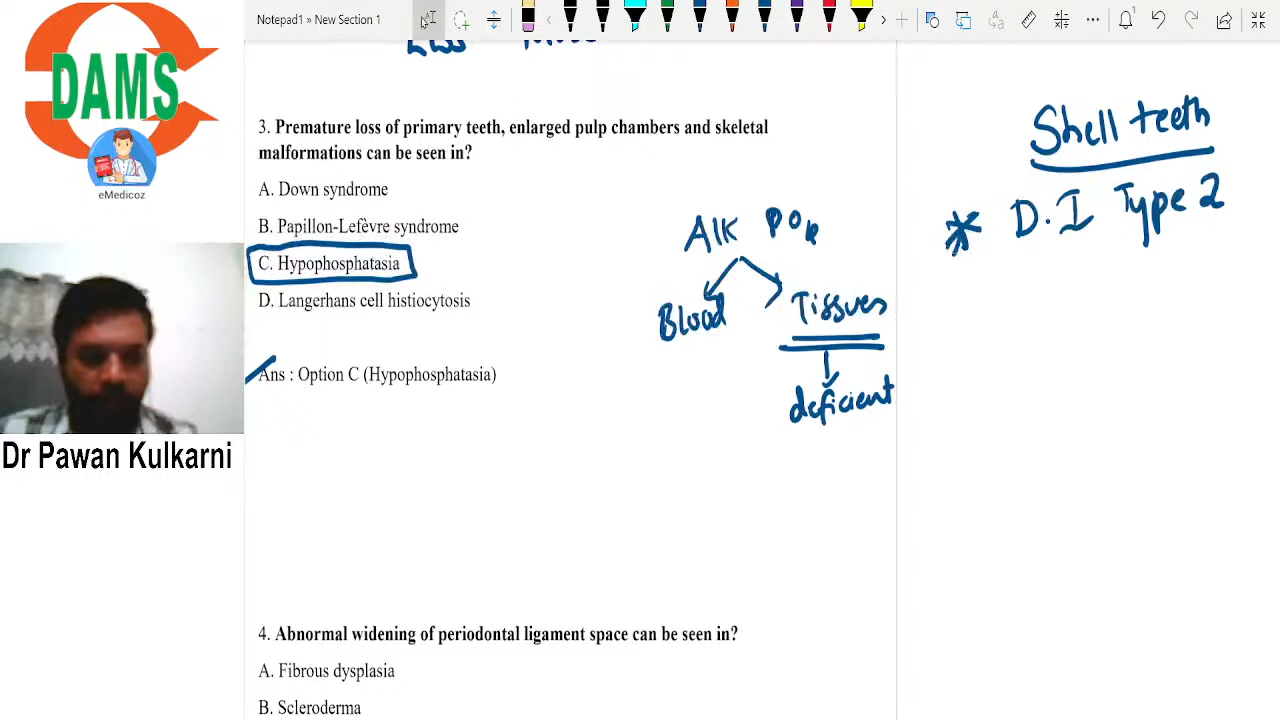 Notepad1 » New Section 1
DAMS
eMedicoz
Dr Pawan Kulkarni
3. Premature loss of primary teeth, enlarged pulp chambers and skeletal
malformations can be seen in?
A. Down syndrome
B. Papillon-Lefèvre syndrome
C. Hypophosphatasia
D. Langerhans cell histiocytosis
Ans : Option C (Hypophosphatasia)
Alk
Blood
Tissues
deficient
Shell teeth
* D.I Type 2
4. Abnormal widening of periodontal ligament space can be seen in?
A. Fibrous dysplasia
B. Scleroderma